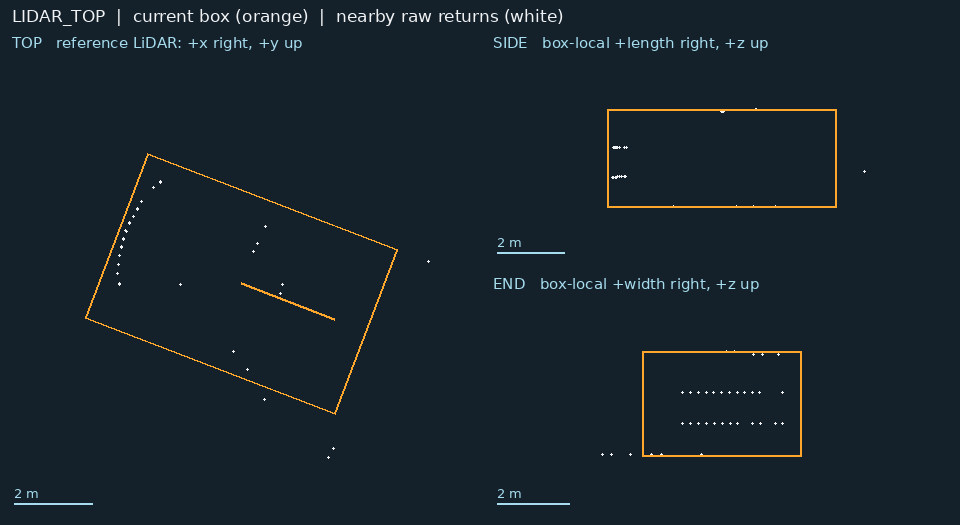 LIDAR_TOP | current box (orange) | nearby raw returns (white)
TOP reference LiDAR: +x right, +y up
SIDE box-local +length right, +z up
2 m
END box-local +width right, +z up
2 m
2 m